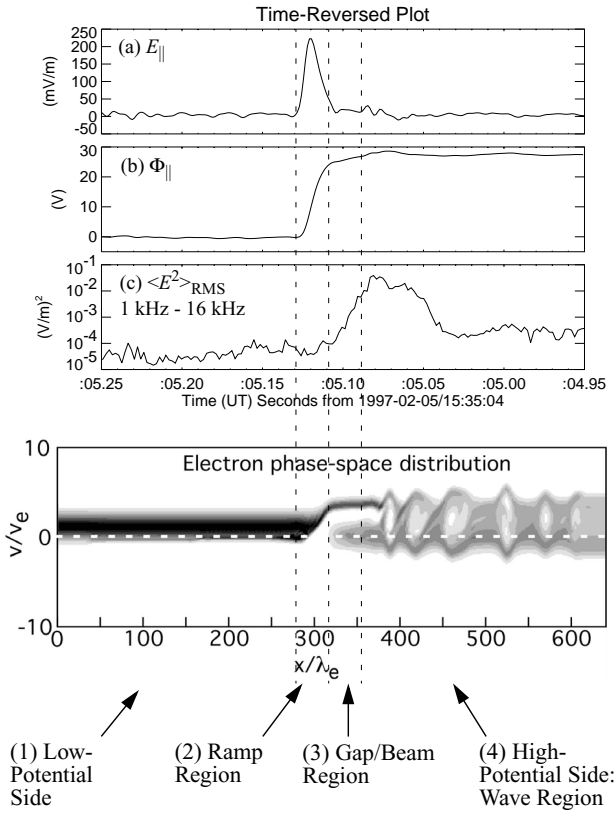 Time-Reversed Plot
(a) E||
250
200
150
100
50
0
-50
(mV/m)
(b) Φ||
30
20
10
0
(V)
(c) <E²>RMS
1 kHz - 16 kHz
10⁻¹
10⁻²
10⁻³
10⁻⁴
10⁻⁵
(V/m)²
:05.25 :05.20 :05.15 :05.10 :05.05 :05.00 :04.95
Time (UT) Seconds from 1997-02-05/15:35:04
Electron phase-space distribution
10
0
-10
v/vₑ
0 100 200 300 400 500 600
x/λₑ
(1) Low-
Potential
Side
(2) Ramp
Region
(3) Gap/Beam
Region
(4) High-
Potential Side:
Wave Region